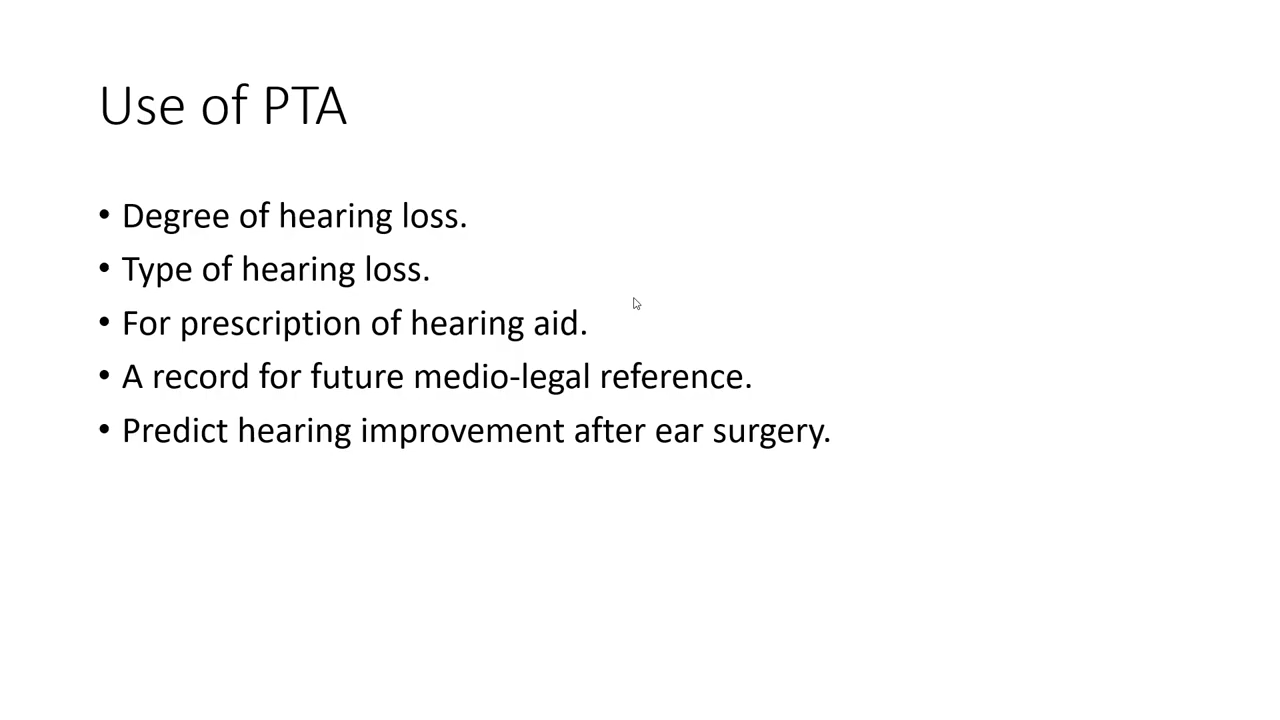 Use of PTA
• Degree of hearing loss.
• Type of hearing loss.
• For prescription of hearing aid.
• A record for future medio-legal reference.
• Predict hearing improvement after ear surgery.